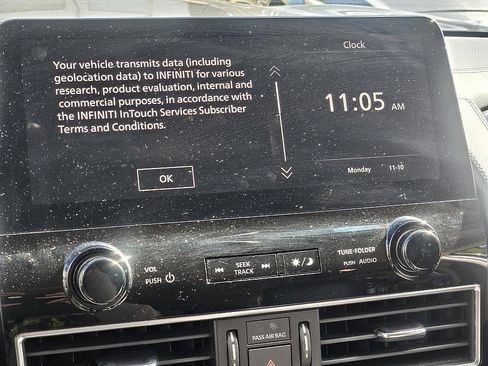 Clock
Your vehicle transmits data (including
geolocation data) to INFINITI for various
research, product evaluation, internal and
commercial purposes, in accordance with
the INFINITI InTouch Services Subscriber
Terms and Conditions.
11:05 AM
OK
Monday 11-10
VOL
PUSH
SEEK
TRACK
TUNE·FOLDER
PUSH AUDIO
PASS AIR BAG